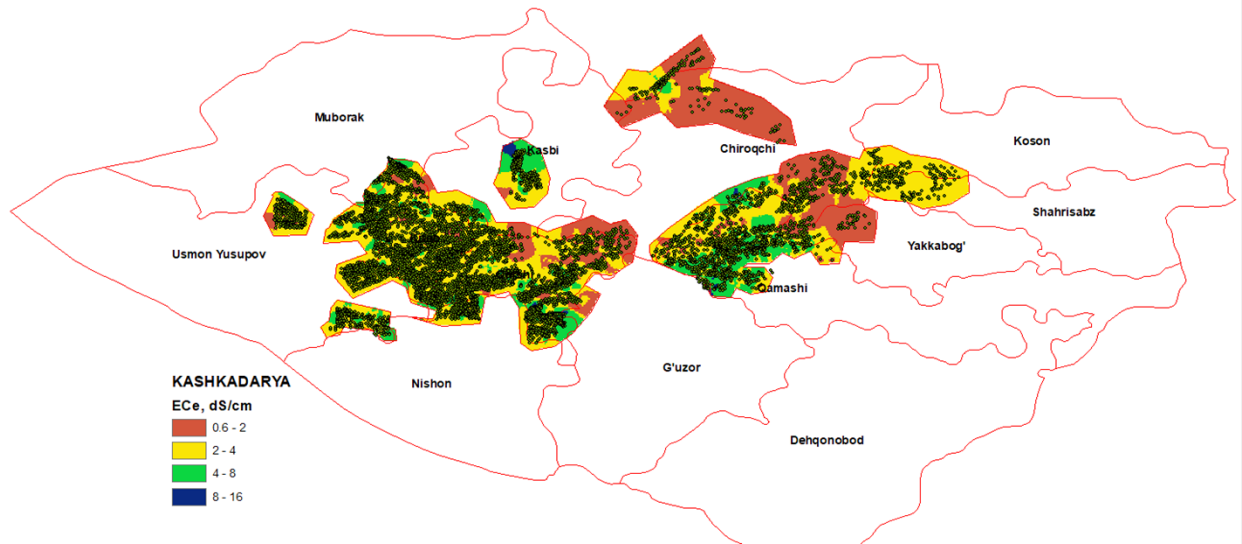 Muborak
Kasbi
Chiroqchi
Koson
Shahrisabz
Usmon Yusupov
Yakkabog'
Qamashi
G'uzor
Nishon
Dehqonobod
KASHKADARYA
ECe, dS/cm
0.6 - 2
2 - 4
4 - 8
8 - 16